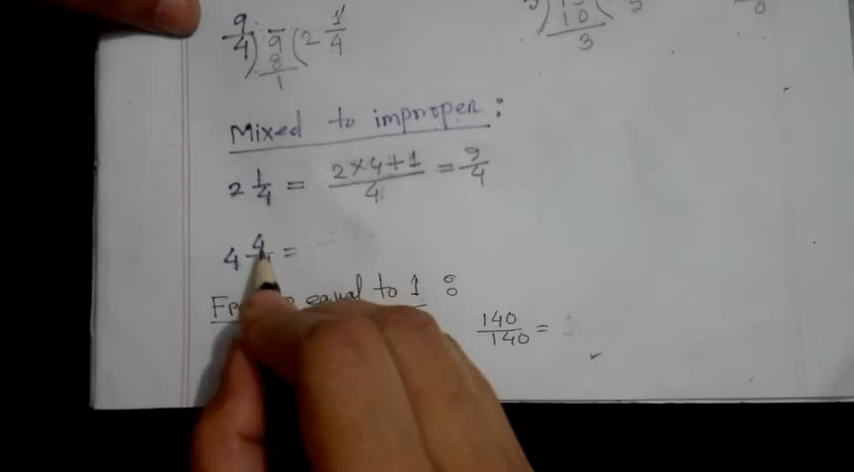 9/4) 9 (2 1/4
8
1
10
3
0
Mixed to improper :
2 1/4 = 2×4+1/4 = 9/4
4 4/ =
equal to 1 :
140/140 =